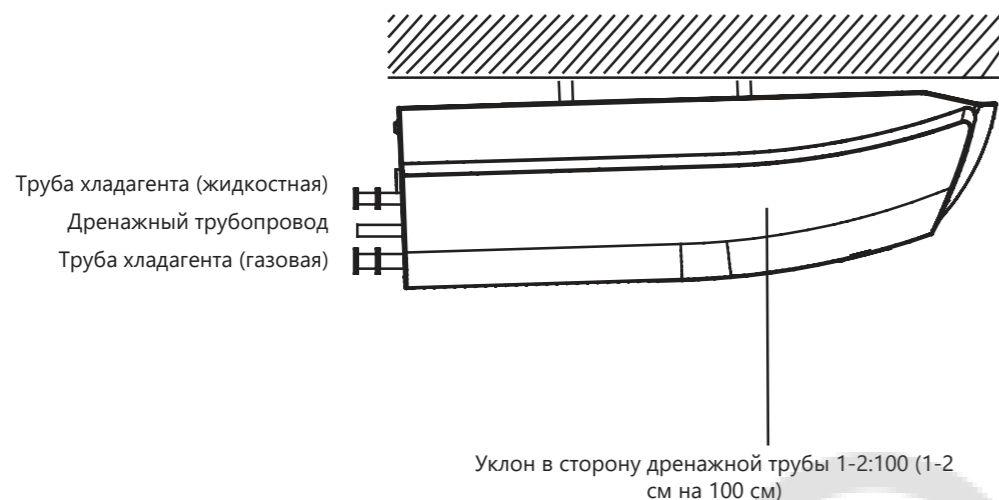 Труба хладагента (жидкостная)
Дренажный трубопровод
Труба хладагента (газовая)
Уклон в сторону дренажной трубы 1-2:100 (1-2
см на 100 см)